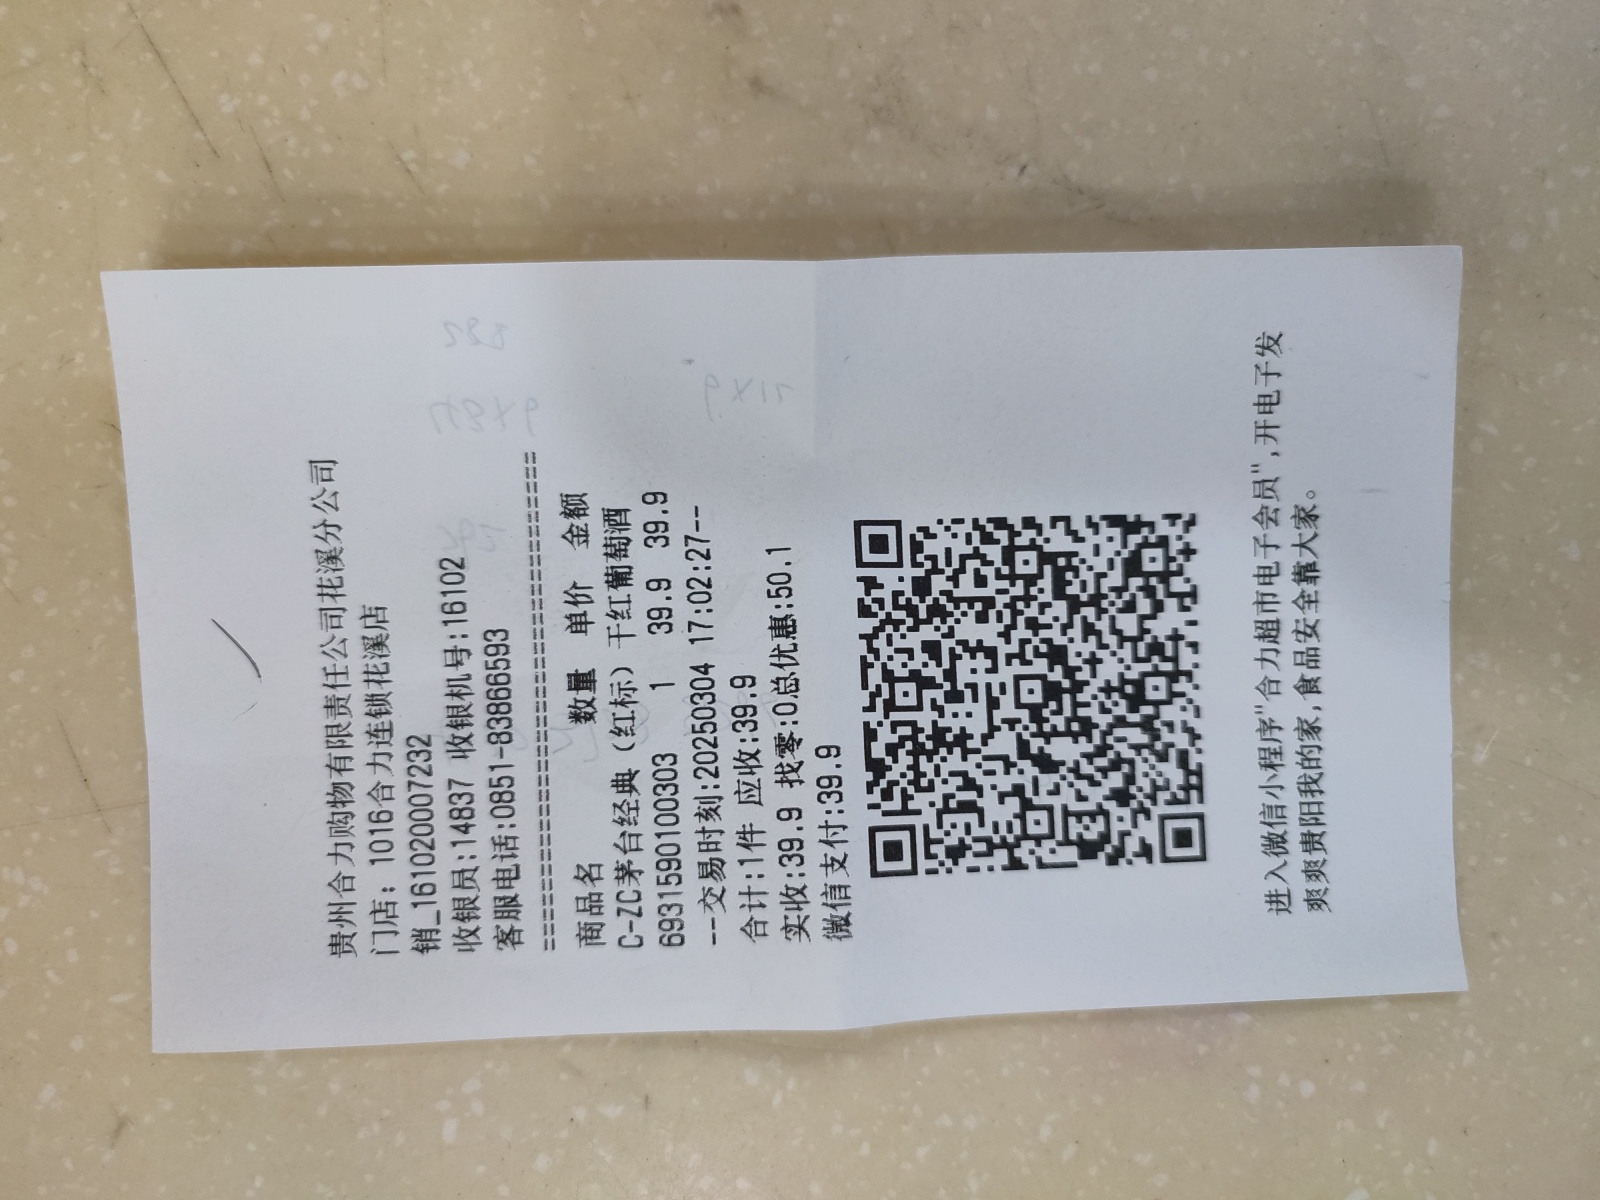 贵州合力购物有限责任公司花溪分公司
门店：1016合力连锁花溪店
销_1610200007232
收银员:14837 收银机号:16102
客服电话:0851-83866593
商品名 数量 单价 金额
C-ZC茅台经典（红标）干红葡萄酒
6931590100303 1 39.9 39.9
--交易时刻:20250304 17:02:27--
合计:1件 应收:39.9
实收:39.9 找零:0总优惠:50.1
微信支付:39.9
进入微信小程序"合力超市电子会员",开电子发
爽爽贵阳我的家,食品安全靠大家。